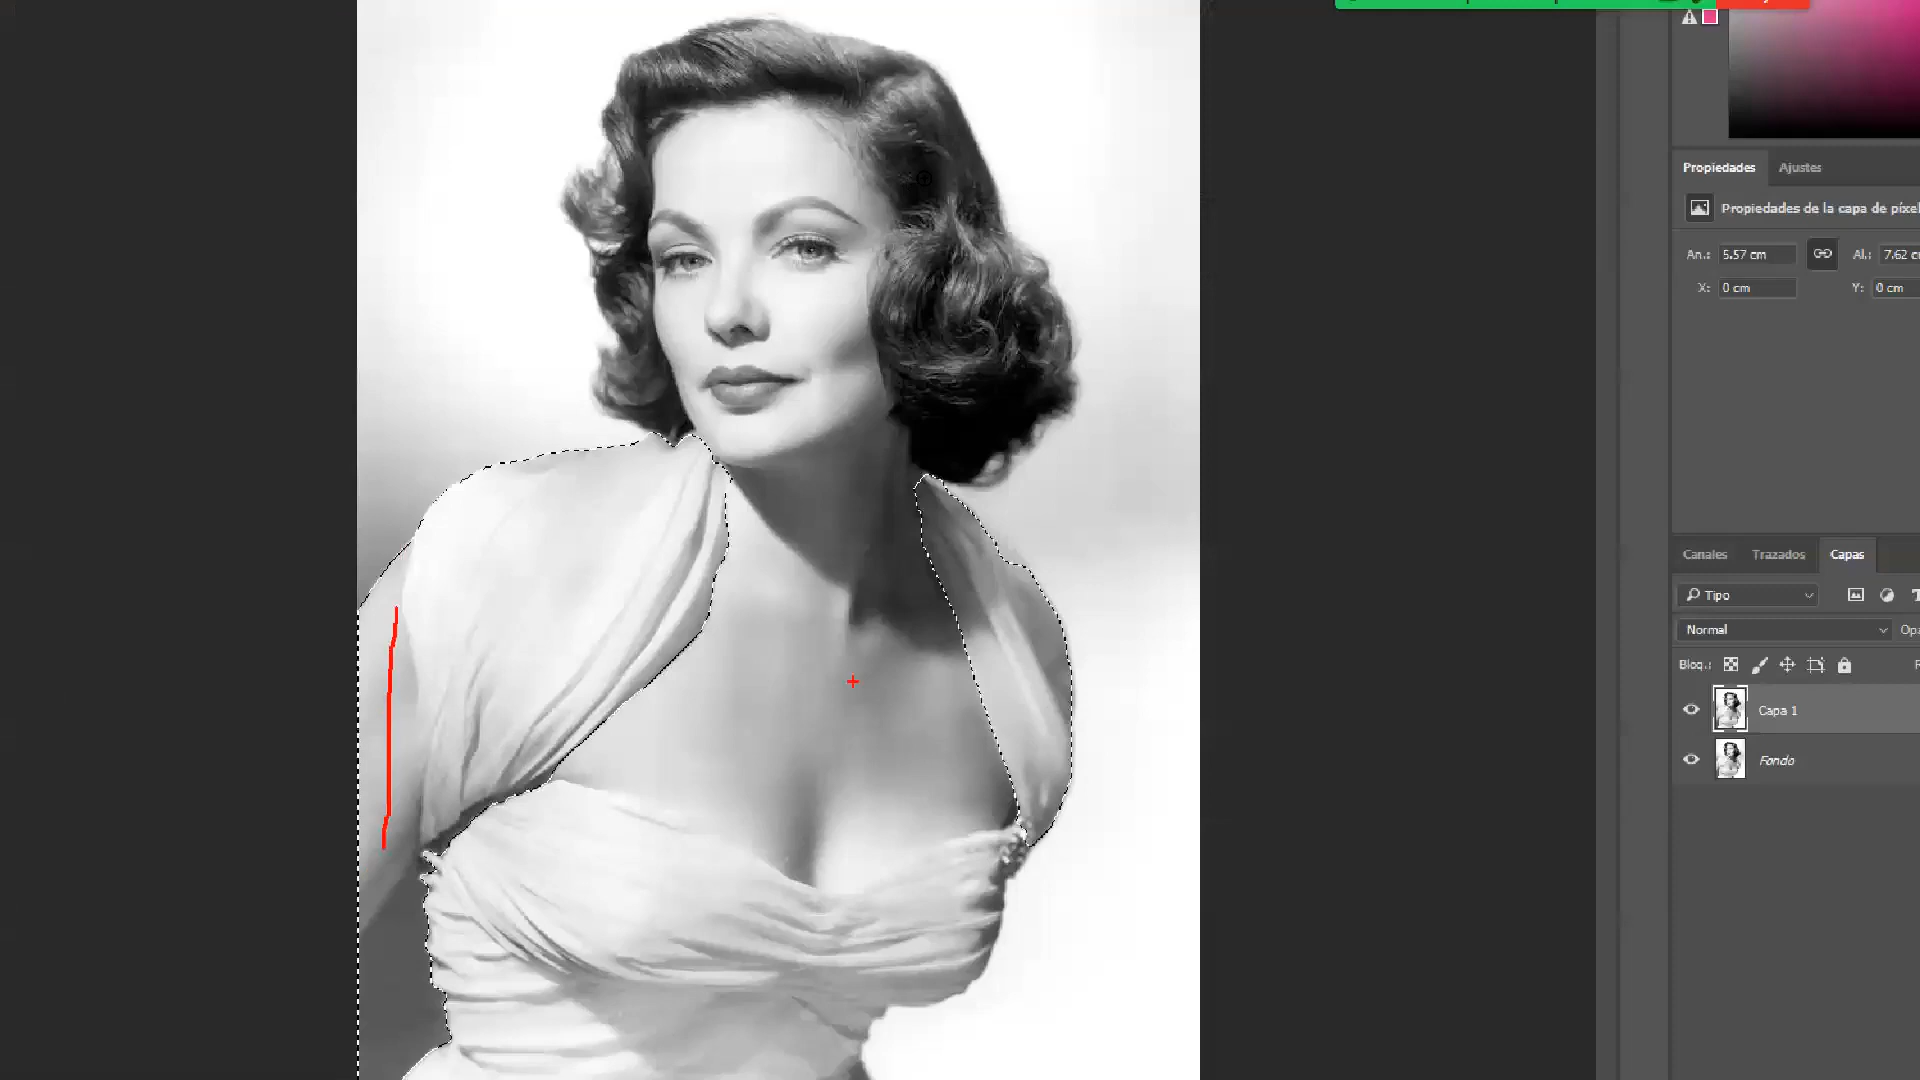 Propiedades Ajustes
Propiedades de la capa de píxel
An.: 5.57 cm Al.: 7.62 c
X: 0 cm Y: 0 cm
Canales Trazados Capas
Tipo
Normal Opa
Bloq.:
Capa 1
Fondo